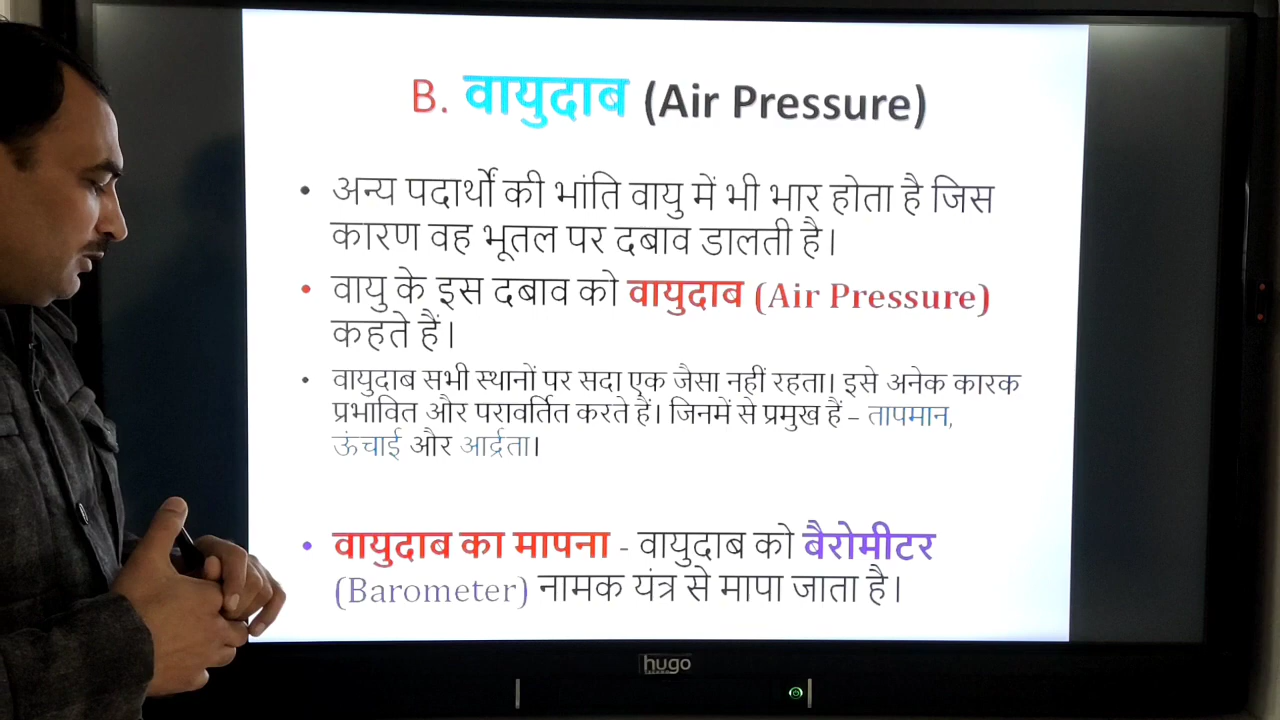 B. वायुदाब (Air Pressure)
• अन्य पदार्थों की भांति वायु में भी भार होता है जिस
कारण वह भूतल पर दबाव डालती है।
• वायु के इस दबाव को वायुदाब (Air Pressure)
कहते हैं।
• वायुदाब सभी स्थानों पर सदा एक जैसा नहीं रहता। इसे अनेक कारक
प्रभावित और परावर्तित करते हैं। जिनमें से प्रमुख हैं – तापमान,
ऊंचाई और आर्द्रता।
• वायुदाब का मापना - वायुदाब को बैरोमीटर
(Barometer) नामक यंत्र से मापा जाता है।
hugo